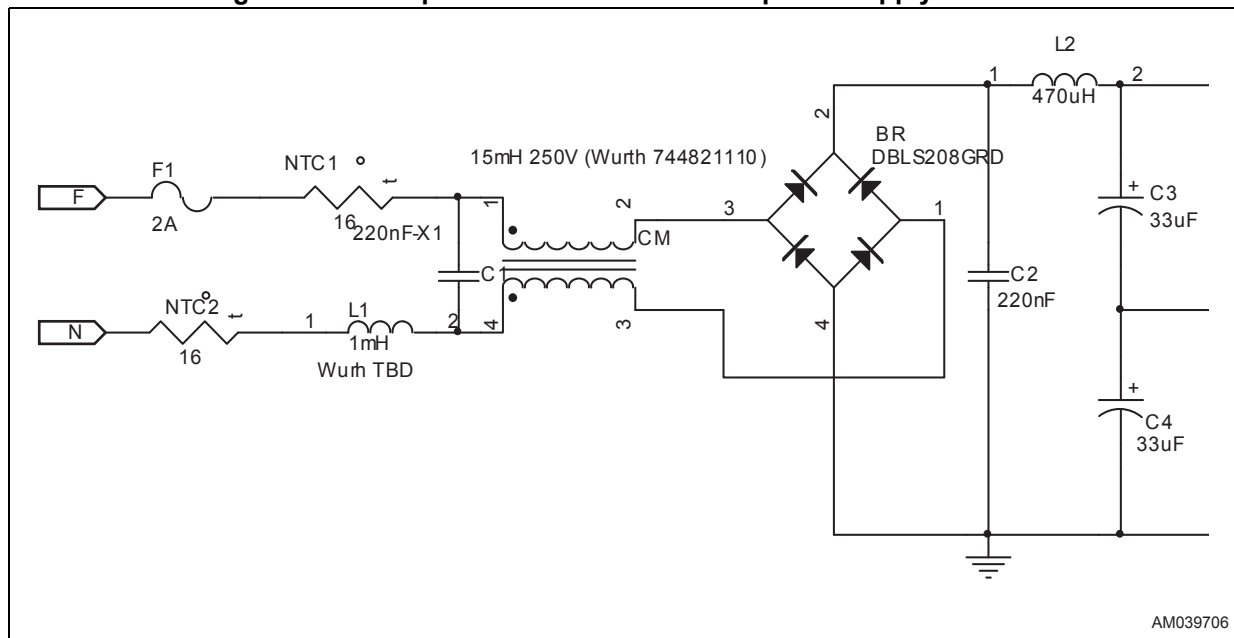 L2
1
2
470uH
2
BR
DBLS208GRD
15mH 250V (Wurth 744821110)
NTC1
F1
t
F
2A
16
220nF-X1
1
2
3
1
CM
C3
33uF
+
C1
C2
220nF
NTC2
t
N
16
1
L1
2
1mH
Wurh TBD
4
3
4
+
C4
33uF
AM039706